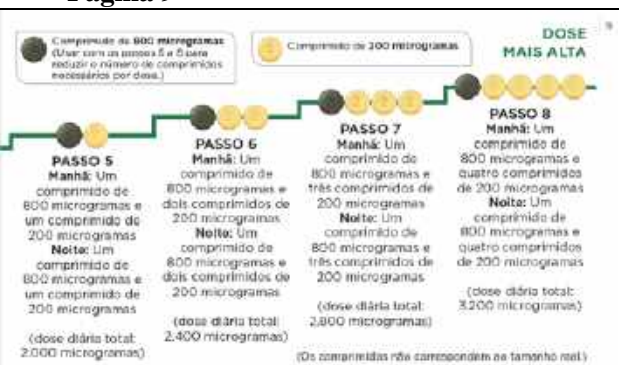 Comprimido de 800 microgramas
(Usar com os passos 5 a 8 para
reduzir o número de comprimidos
necessários por dose.)
Comprimido de 200 microgramas
DOSE
MAIS ALTA
PASSO 5
Manhã: Um
comprimido de
800 microgramas e
um comprimido de
200 microgramas
Noite: Um
comprimido de
800 microgramas e
um comprimido de
200 microgramas
(dose diária total:
2.000 microgramas)
PASSO 6
Manhã: Um
comprimido de
800 microgramas e
dois comprimidos de
200 microgramas
Noite: Um
comprimido de
800 microgramas e
dois comprimidos de
200 microgramas
(dose diária total:
2.400 microgramas)
PASSO 7
Manhã: Um
comprimido de
800 microgramas e
três comprimidos de
200 microgramas
Noite: Um
comprimido de
800 microgramas e
três comprimidos de
200 microgramas
(dose diária total:
2.800 microgramas)
PASSO 8
Manhã: Um
comprimido de
800 microgramas e
quatro comprimidos
de 200 microgramas
Noite: Um
comprimido de
800 microgramas e
quatro comprimidos
de 200 microgramas
(dose diária total:
3.200 microgramas)
(Os comprimidos não correspondem ao tamanho real.)